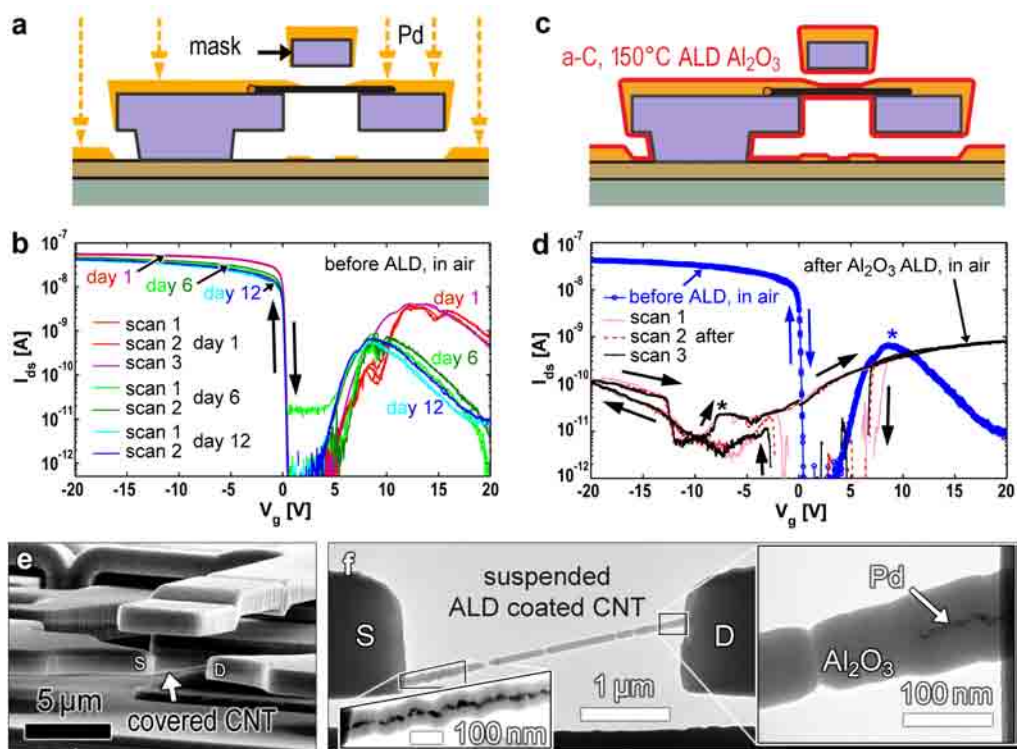 a
mask
Pd
c
a-C, 150°C ALD Al₂O₃
b
before ALD, in air
day 1
day 6
day 12
day 1
day 6
day 12
scan 1
scan 2 day 1
scan 3
scan 1
scan 2 day 6
scan 1
scan 2 day 12
I_ds [A]
10⁻⁷
10⁻⁸
10⁻⁹
10⁻¹⁰
10⁻¹¹
10⁻¹²
-20 -15 -10 -5 0 5 10 15 20
V_g [V]
d
after Al₂O₃ ALD, in air
before ALD, in air
scan 1
scan 2 after
scan 3
*
*
I_ds [A]
10⁻⁷
10⁻⁸
10⁻⁹
10⁻¹⁰
10⁻¹¹
10⁻¹²
-20 -15 -10 -5 0 5 10 15 20
V_g [V]
e
S
D
5 µm
covered CNT
f
suspended
ALD coated CNT
S
D
1 µm
100 nm
Pd
Al₂O₃
100 nm